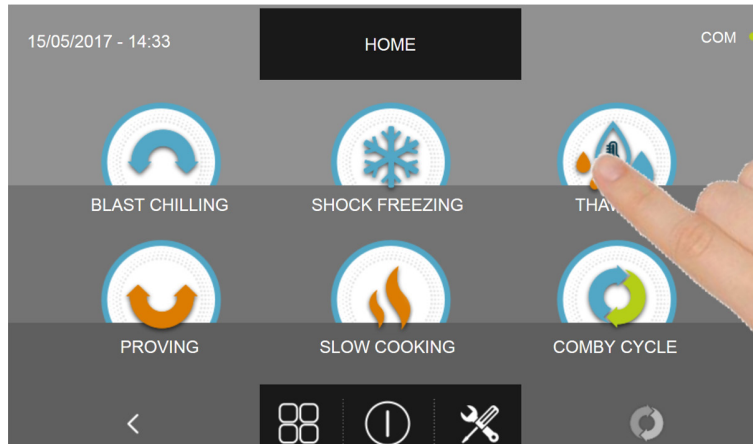 15/05/2017 - 14:33
HOME
COM
BLAST CHILLING
SHOCK FREEZING
PROVING
SLOW COOKING
COMBY CYCLE